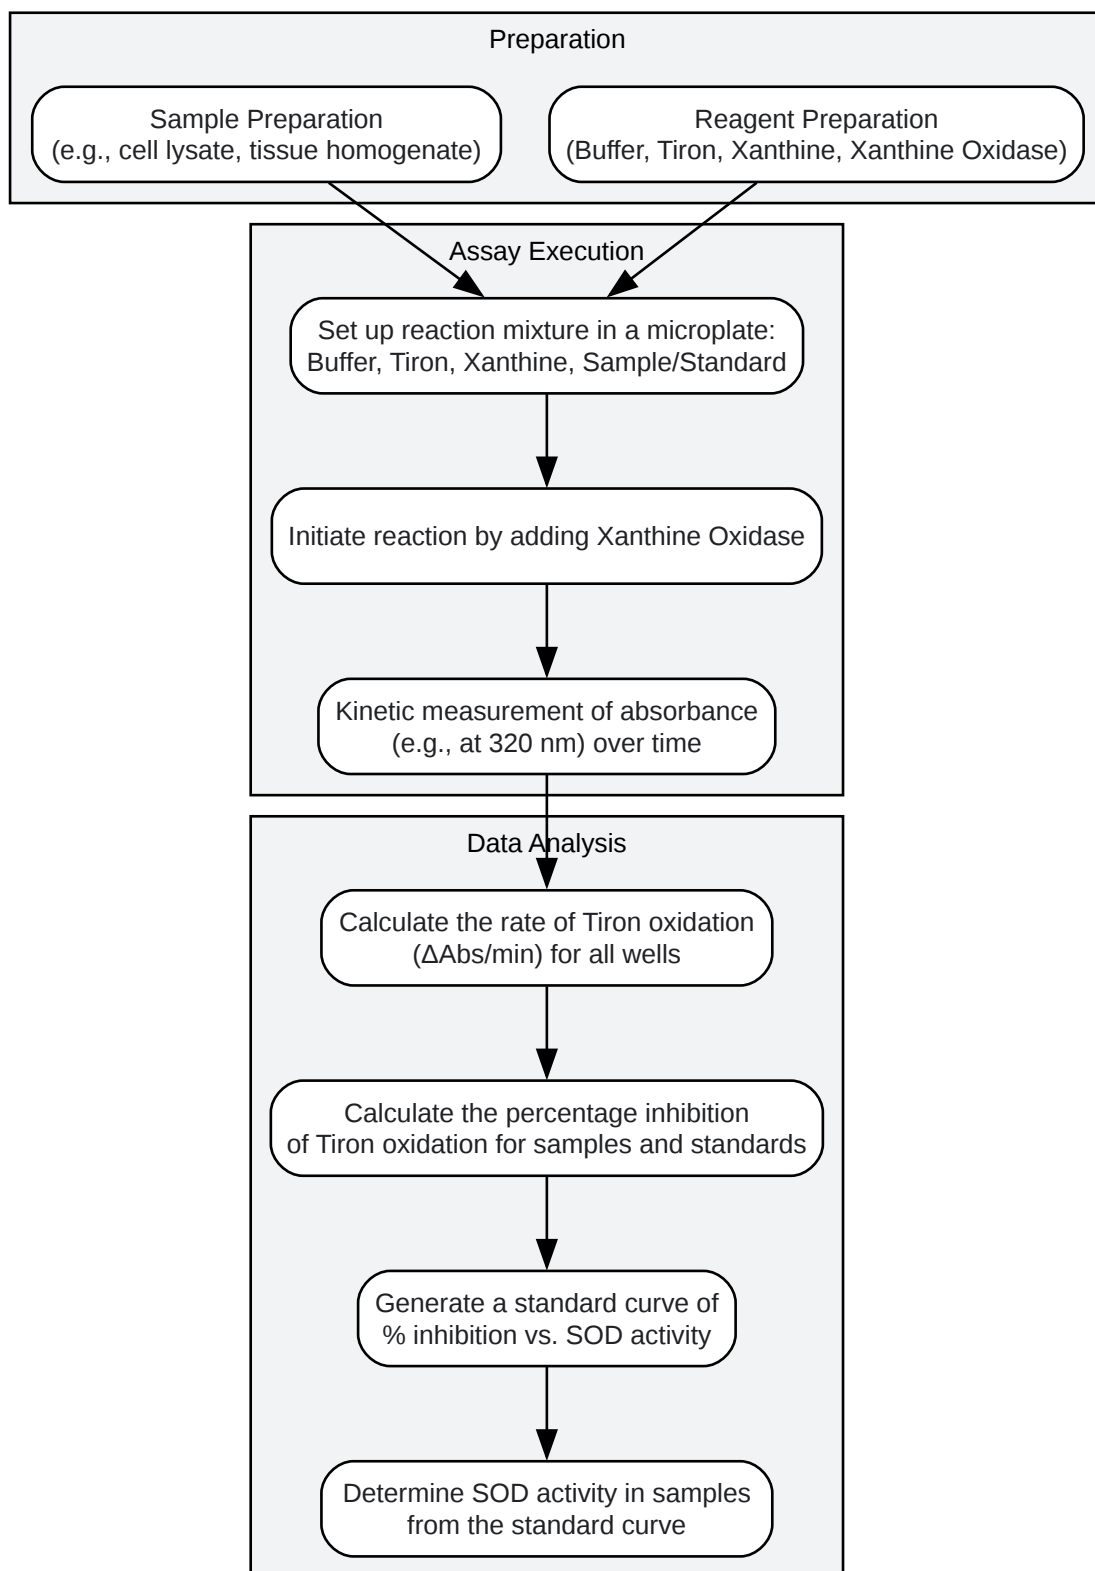 Preparation
Sample Preparation
(e.g., cell lysate, tissue homogenate)
Reagent Preparation
(Buffer, Tiron, Xanthine, Xanthine Oxidase)
Assay Execution
Set up reaction mixture in a microplate:
Buffer, Tiron, Xanthine, Sample/Standard
Initiate reaction by adding Xanthine Oxidase
Kinetic measurement of absorbance
(e.g., at 320 nm) over time
Data Analysis
Calculate the rate of Tiron oxidation
(ΔAbs/min) for all wells
Calculate the percentage inhibition
of Tiron oxidation for samples and standards
Generate a standard curve of
% inhibition vs. SOD activity
Determine SOD activity in samples
from the standard curve